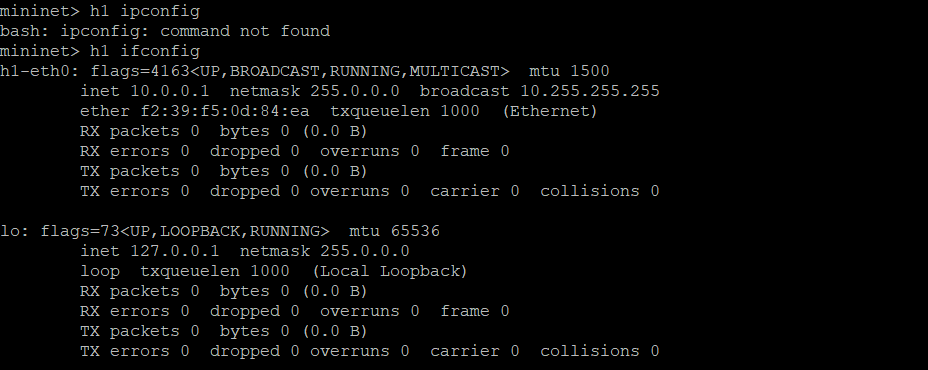 mininet> h1 ipconfig
bash: ipconfig: command not found
mininet> h1 ifconfig
h1-eth0: flags=4163<UP,BROADCAST,RUNNING,MULTICAST>  mtu 1500
        inet 10.0.0.1  netmask 255.0.0.0  broadcast 10.255.255.255
        ether f2:39:f5:0d:84:ea  txqueuelen 1000  (Ethernet)
        RX packets 0  bytes 0 (0.0 B)
        RX errors 0  dropped 0  overruns 0  frame 0
        TX packets 0  bytes 0 (0.0 B)
        TX errors 0  dropped 0 overruns 0  carrier 0  collisions 0

lo: flags=73<UP,LOOPBACK,RUNNING>  mtu 65536
        inet 127.0.0.1  netmask 255.0.0.0
        loop  txqueuelen 1000  (Local Loopback)
        RX packets 0  bytes 0 (0.0 B)
        RX errors 0  dropped 0  overruns 0  frame 0
        TX packets 0  bytes 0 (0.0 B)
        TX errors 0  dropped 0 overruns 0  carrier 0  collisions 0